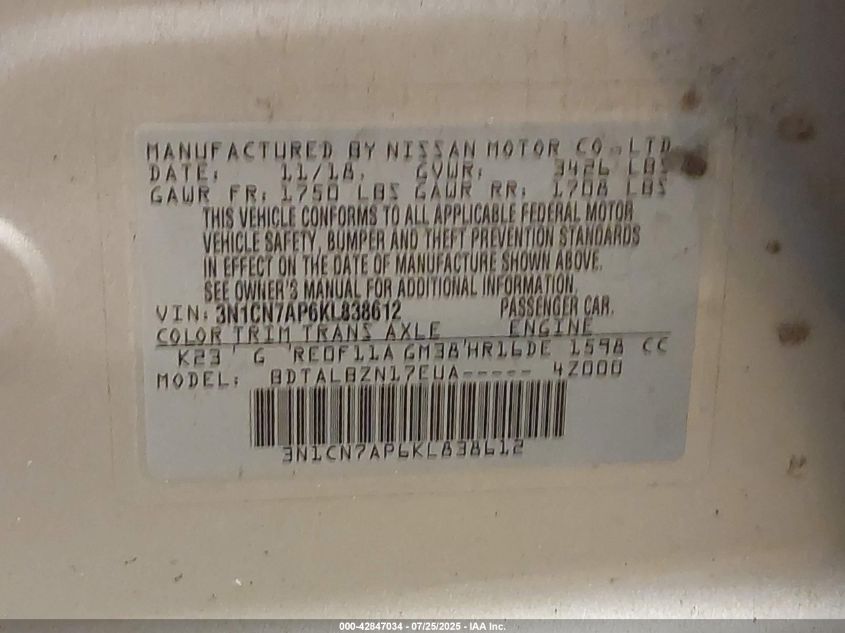 MANUFACTURED BY NISSAN MOTOR CO.,LTD.
DATE: 11/18. GVWR: 3426 LBS
GAWR FR: 1750 LBS GAWR RR: 1708 LBS
THIS VEHICLE CONFORMS TO ALL APPLICABLE FEDERAL MOTOR
VEHICLE SAFETY, BUMPER AND THEFT PREVENTION STANDARDS
IN EFFECT ON THE DATE OF MANUFACTURE SHOWN ABOVE.
SEE OWNER'S MANUAL FOR ADDITIONAL INFORMATION.
VIN: 3N1CN7AP6KL838612 PASSENGER CAR.
COLOR TRIM TRANS AXLE ENGINE
K23 G RE0F11A GM38 HR16DE 1598 CC
MODEL: BDTALBZN17EUA----- 4Z000
3N1CN7AP6KL838612
000-42847034 - 07/25/2025 - IAA Inc.